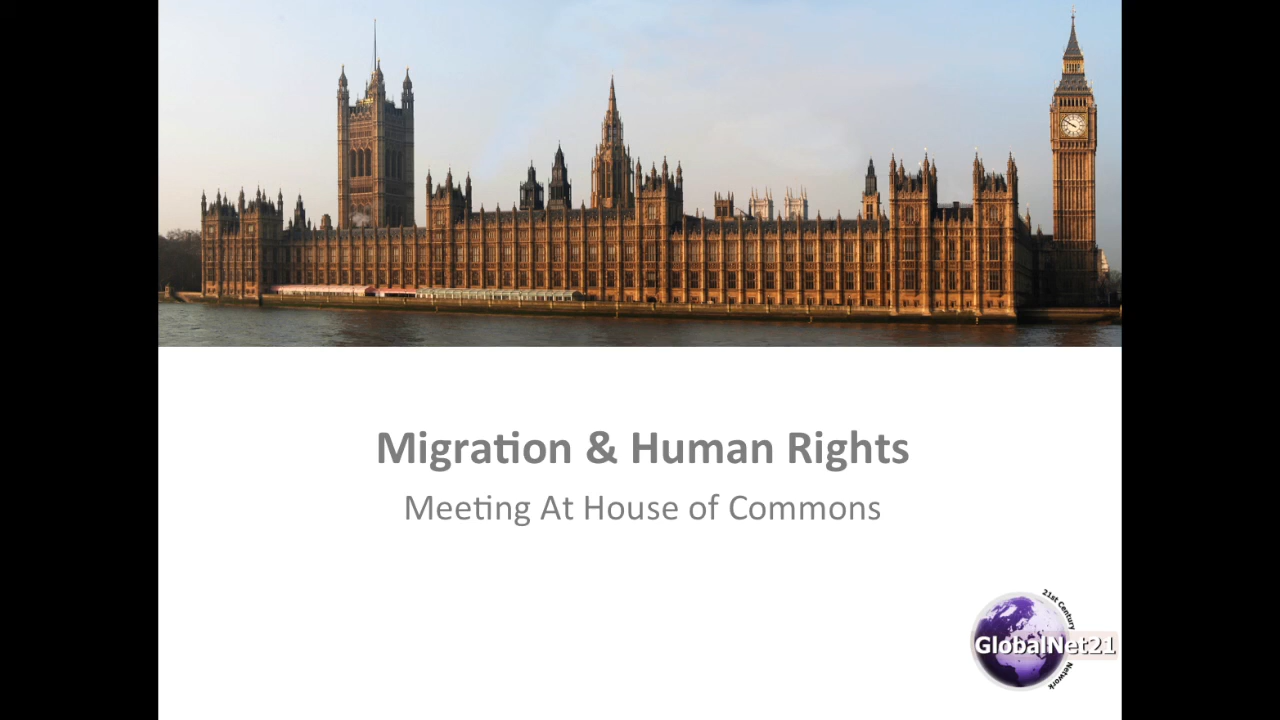 Migration & Human Rights
Meeting At House of Commons
21st Century
GlobalNet21
Network